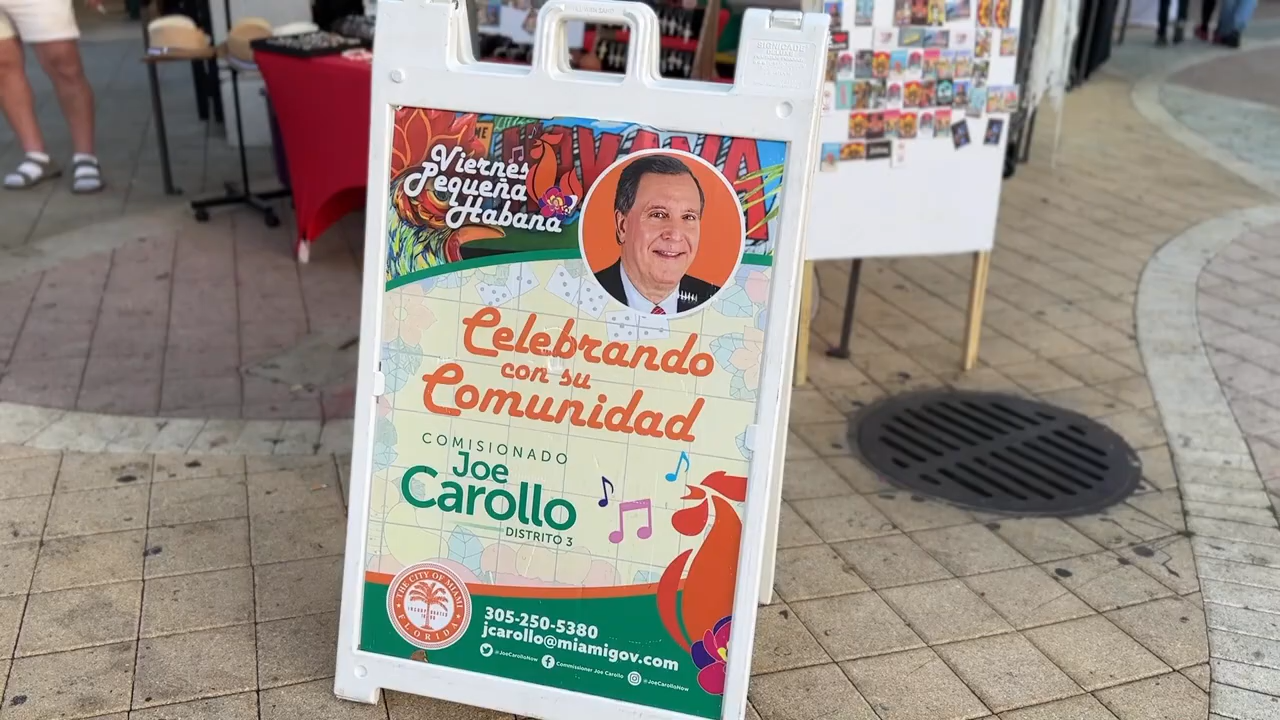 Viernes
Pequeña
Habana
Celebrando
con su
Comunidad
COMISIONADO
Joe
Carollo
DISTRITO 3
THE CITY OF MIAMI
INCORPORATED
FLORIDA
305-250-5380
jcarollo@miamigov.com
@JoeCarolloNow Commissioner Joe Carollo @JoeCarolloNow